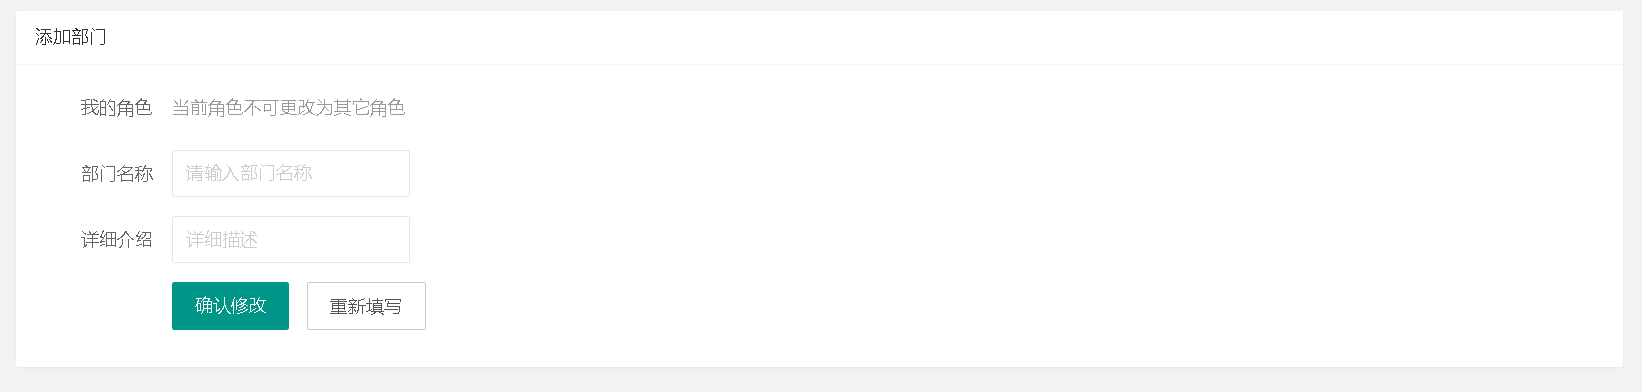 添加部门
我的角色 当前角色不可更改为其它角色
部门名称 请输入部门名称
详细介绍 详细描述
确认修改 重新填写